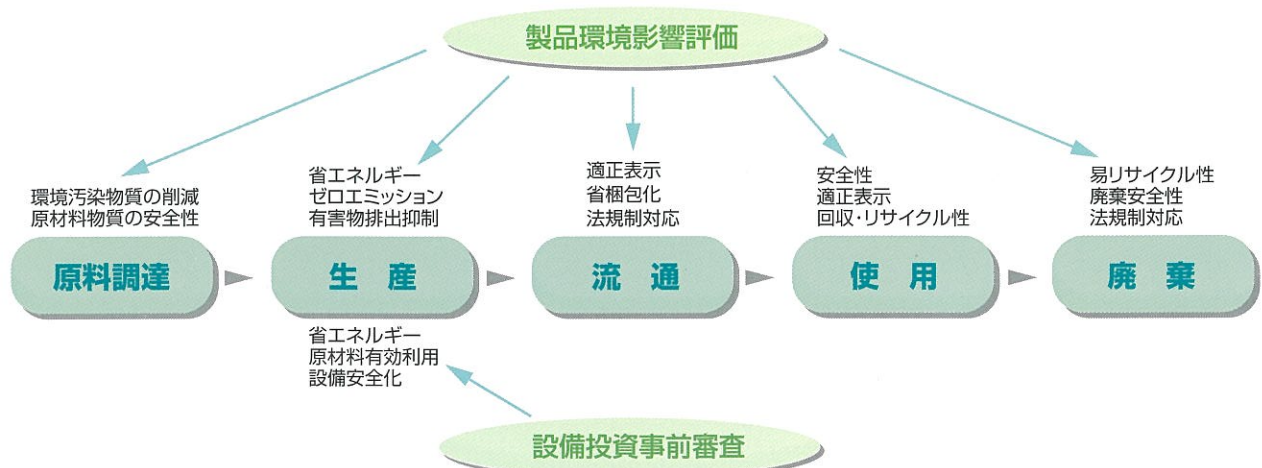 製品環境影響評価
環境汚染物質の削減
原材料物質の安全性
省エネルギー
ゼロエミッション
有害物排出抑制
適正表示
省梱包化
法規制対応
安全性
適正表示
回収・リサイクル性
易リサイクル性
廃棄安全性
法規制対応
原料調達
生産
流通
使用
廃棄
省エネルギー
原材料有効利用
設備安全化
設備投資事前審査